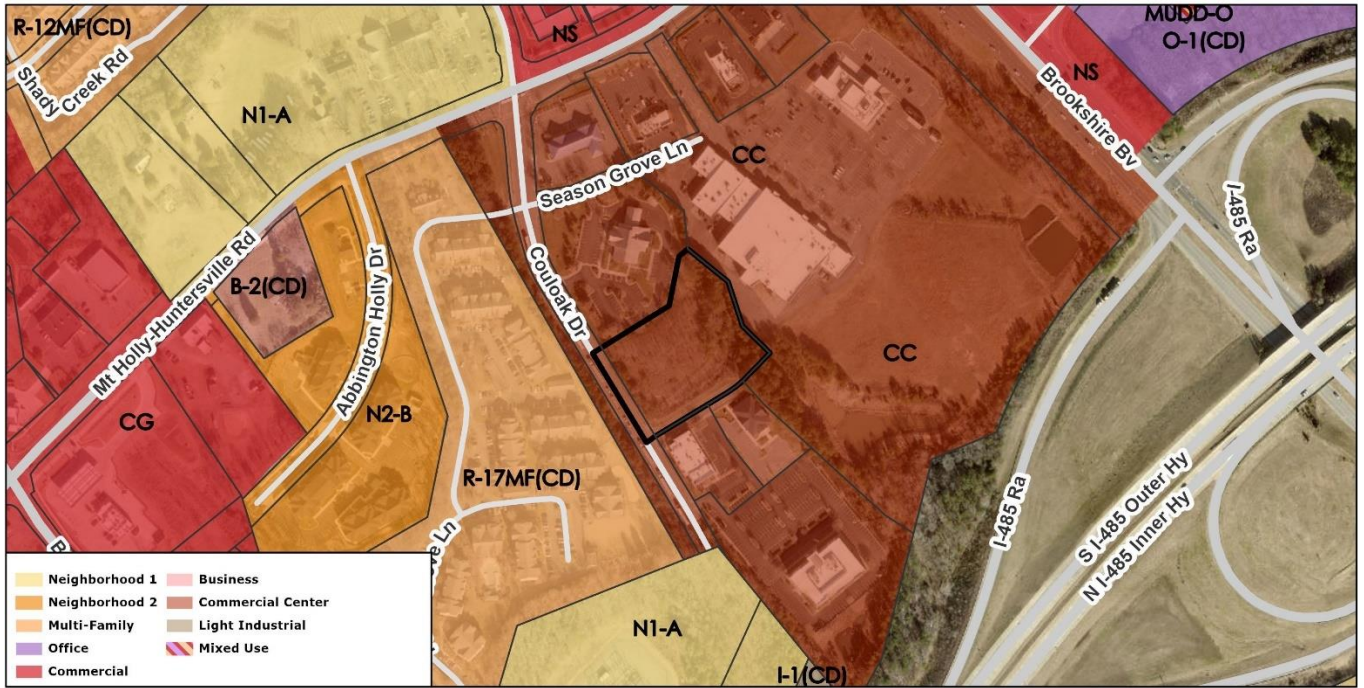 R-12MF(CD)
Shady
Creek Rd
N1-A
NS
MUDD-O
O-1(CD)
NS
Brookshire Bv
I-485 Ra
CC
Season Grove Ln
Couloak Dr
Mt Holly-Huntersville Rd
B-2(CD)
Abbington Holly Dr
N2-B
CG
R-17MF(CD)
CC
I-485 Ra
S I-485 Outer Hy
N I-485 Inner Hy
N1-A
I-1(CD)
Neighborhood 1
Neighborhood 2
Multi-Family
Office
Commercial
Business
Commercial Center
Light Industrial
Mixed Use